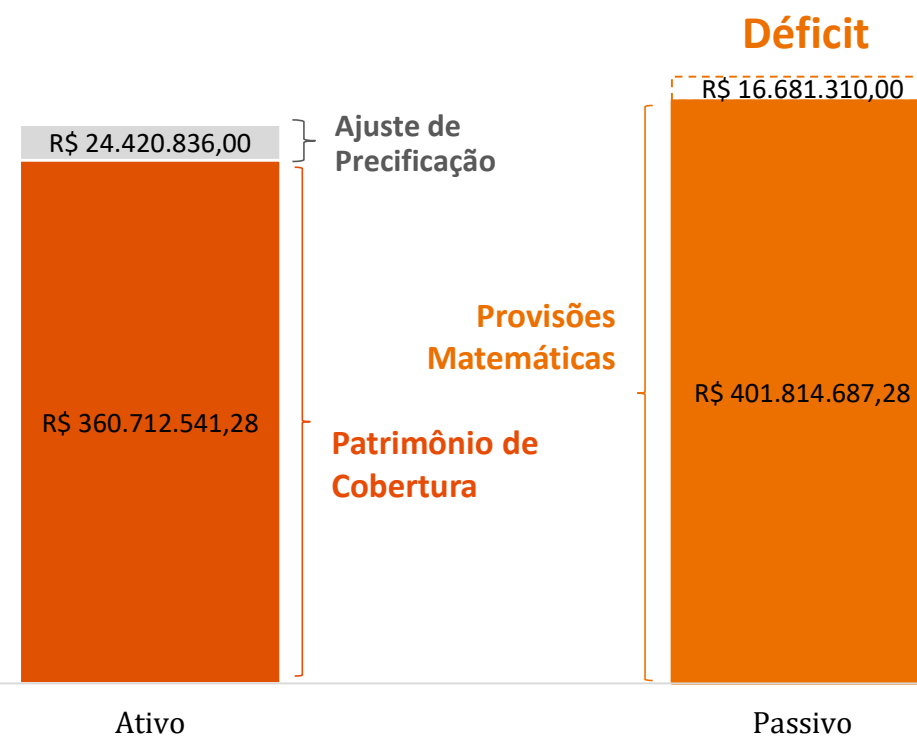 Déficit
R$ 16.681.310,00
R$ 24.420.836,00
Ajuste de
Precificação
Provisões
Matemáticas
R$ 401.814.687,28
R$ 360.712.541,28
Patrimônio de
Cobertura
Ativo
Passivo